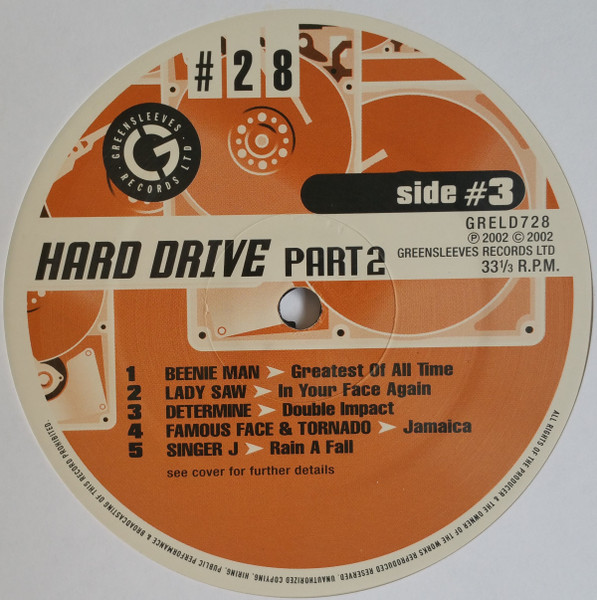 #28
GREENSLEEVES
RECORDS LTD
G
side #3
GRELD728
℗ 2002 © 2002
GREENSLEEVES RECORDS LTD
33⅓ R.P.M.
HARD DRIVE PART 2
1 BEENIE MAN ➤ Greatest Of All Time
2 LADY SAW ➤ In Your Face Again
3 DETERMINE ➤ Double Impact
4 FAMOUS FACE & TORNADO ➤ Jamaica
5 SINGER J ➤ Rain A Fall
see cover for further details
ALL RIGHTS OF THE PRODUCER & THE OWNER OF THE WORKS REPRODUCED RESERVED. UNAUTHORIZED COPYING, HIRING, PUBLIC PERFORMANCE & BROADCASTING OF THIS RECORD PROHIBITED.